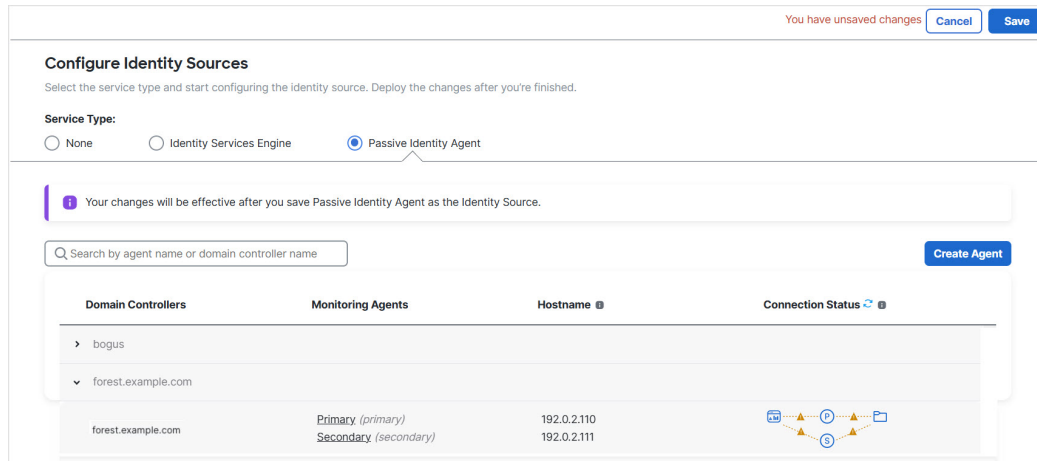 You have unsaved changes Cancel Save
Configure Identity Sources
Select the service type and start configuring the identity source. Deploy the changes after you're finished.
Service Type:
None Identity Services Engine Passive Identity Agent
Your changes will be effective after you save Passive Identity Agent as the Identity Source.
Search by agent name or domain controller name Create Agent
Domain Controllers Monitoring Agents Hostname Connection Status
bogus
forest.example.com
forest.example.com Primary (primary) 192.0.2.110 P
Secondary (secondary) 192.0.2.111 S